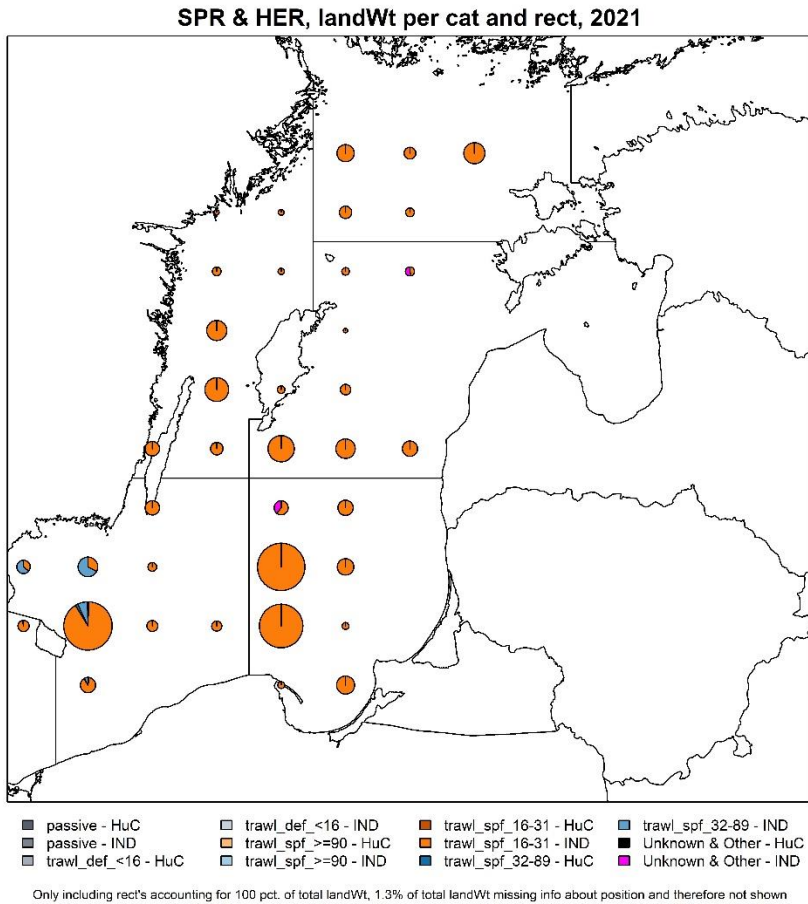 SPR & HER, landWt per cat and rect, 2021
passive - HuC trawl_def_<16 - IND trawl_spf_16-31 - HuC trawl_spf_32-89 - IND
passive - IND trawl_spf_>=90 - HuC trawl_spf_16-31 - IND Unknown & Other - HuC
trawl_def_<16 - HuC trawl_spf_>=90 - IND trawl_spf_32-89 - HuC Unknown & Other - IND
Only including rect's accounting for 100 pct. of total landWt, 1.3% of total landWt missing info about position and therefore not shown